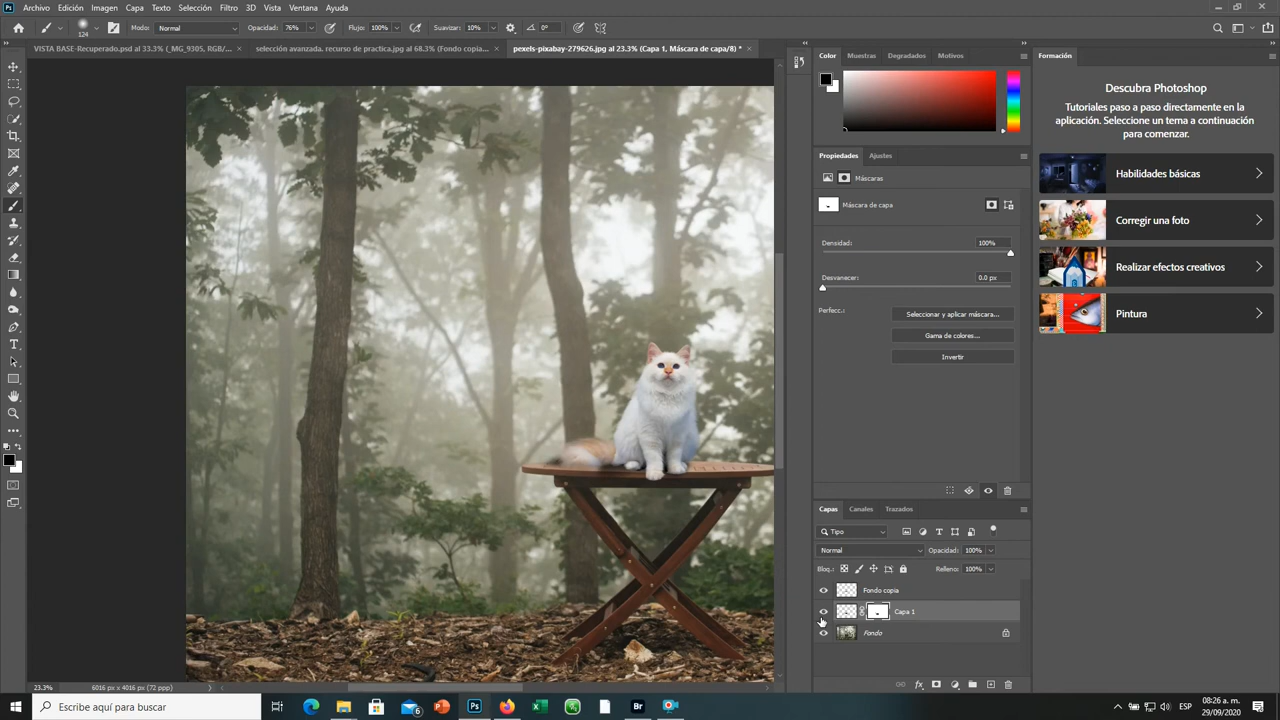 Ps Archivo Edición Imagen Capa Texto Selección Filtro 3D Vista Ventana Ayuda
124 Modo: Normal Opacidad: 76% Flujo: 100% Suavizar: 10% 0°
VISTA BASE-Recuperado.psd al 33.3% (_MG_9305, RGB/... × selección avanzada. recurso de practica.jpg al 68.3% (Fondo copia... × pexels-pixabay-279626.jpg al 23.3% (Capa 1, Máscara de capa/8) * ×
Color Muestras Degradados Motivos
Formación
Descubra Photoshop
Tutoriales paso a paso directamente en la
aplicación. Seleccione un tema a continuación
para comenzar.
Habilidades básicas
Corregir una foto
Realizar efectos creativos
Pintura
Propiedades Ajustes
Máscaras
Máscara de capa
Densidad: 100%
Desvanecer: 0.0 px
Perfecc.: Seleccionar y aplicar máscara...
Gama de colores...
Invertir
Capas Canales Trazados
Tipo
Normal Opacidad: 100%
Bloq.: Relleno: 100%
Fondo copia
Capa 1
Fondo
23.3% 6016 px x 4016 px (72 ppp)
Escribe aquí para buscar
6
Ps
Br
ESP
08:26 a.m.
29/09/2020